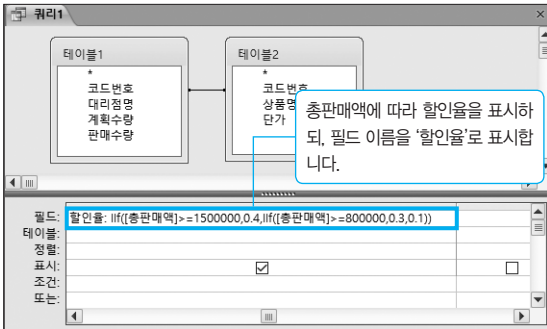 쿼리1
테이블1
*
코드번호
대리점명
계획수량
판매수량
테이블2
*
코드번호
상품명
단가
총판매액에 따라 할인율을 표시하
되, 필드 이름을 '할인율'로 표시합
니다.
필드: 할인율: IIf([총판매액]>=1500000,0.4,IIf([총판매액]>=800000,0.3,0.1))
테이블:
정렬:
표시:
조건:
또는: